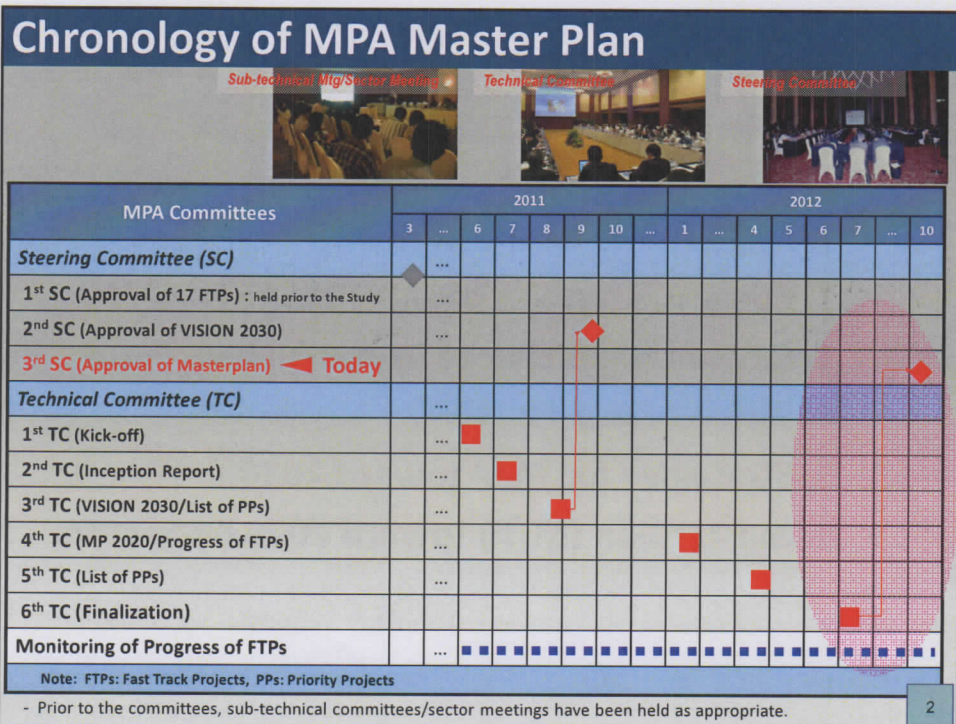 Chronology of MPA Master Plan
Sub-technical Mtg/Sector Meeting
Technical Committee
Steering Committee
MPA Committees
2011 2012
3 ... 6 7 8 9 10 ... 1 ... 4 5 6 7 ... 10
Steering Committee (SC) ...
1st SC (Approval of 17 FTPs) : held prior to the Study ...
2nd SC (Approval of VISION 2030)
3rd SC (Approval of Masterplan) Today
Technical Committee (TC) ...
1st TC (Kick-off) ...
2nd TC (Inception Report) ...
3rd TC (VISION 2030/List of PPs) ...
4th TC (MP 2020/Progress of FTPs) ...
5th TC (List of PPs) ...
6th TC (Finalization)
Monitoring of Progress of FTPs ...
Note: FTPs: Fast Track Projects, PPs: Priority Projects
- Prior to the committees, sub-technical committees/sector meetings have been held as appropriate.
2